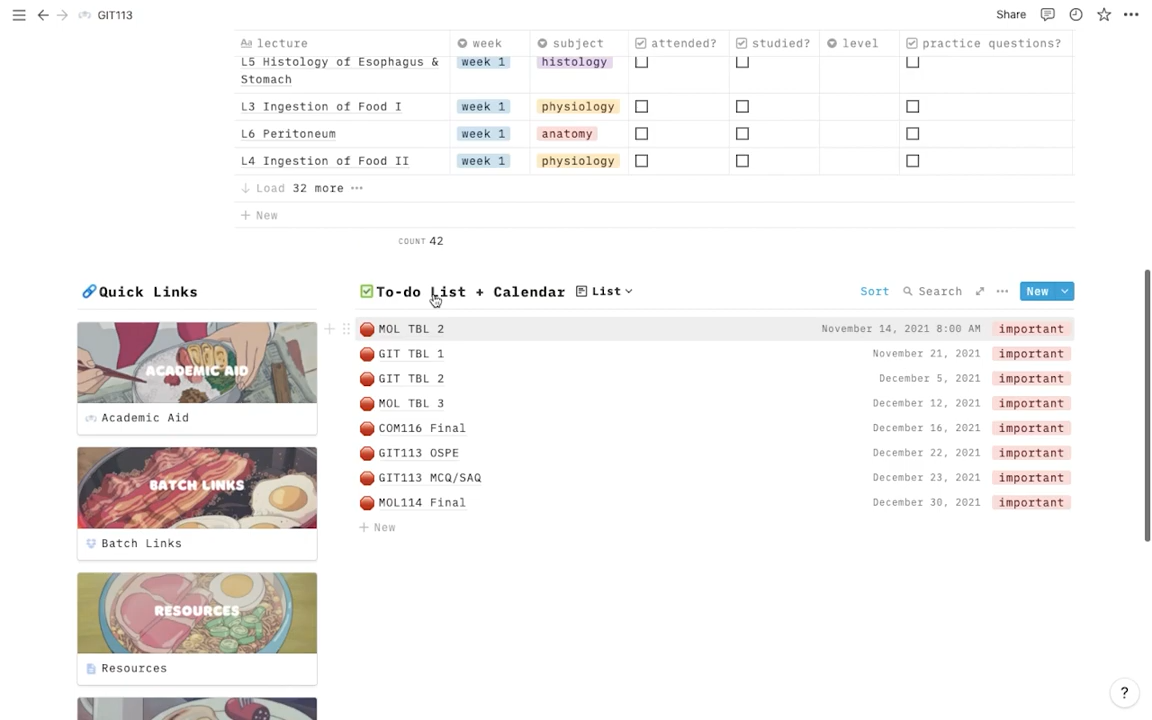 GIT113
Share
Aa lecture week subject attended? studied? level practice questions?
L5 Histology of Esophagus & Stomach week 1 histology
L3 Ingestion of Food I week 1 physiology
L6 Peritoneum week 1 anatomy
L4 Ingestion of Food II week 1 physiology
Load 32 more
New
COUNT 42
Quick Links
ACADEMIC AID
Academic Aid
BATCH LINKS
Batch Links
RESOURCES
Resources
To-do List + Calendar List
Sort Search New
MOL TBL 2 November 14, 2021 8:00 AM important
GIT TBL 1 November 21, 2021 important
GIT TBL 2 December 5, 2021 important
MOL TBL 3 December 12, 2021 important
COM116 Final December 16, 2021 important
GIT113 OSPE December 22, 2021 important
GIT113 MCQ/SAQ December 23, 2021 important
MOL114 Final December 30, 2021 important
New
?